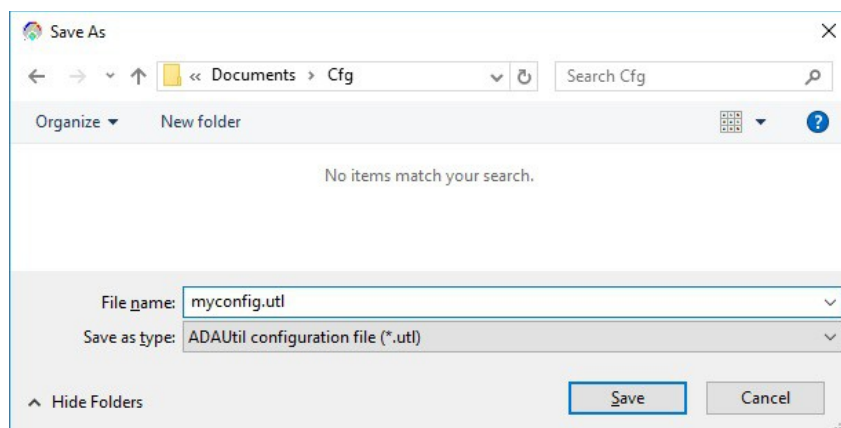 Save As
« Documents > Cfg
Search Cfg
Organize
New folder
No items match your search.
File name: myconfig.utl
Save as type: ADAUtil configuration file (*.utl)
Hide Folders
Save
Cancel